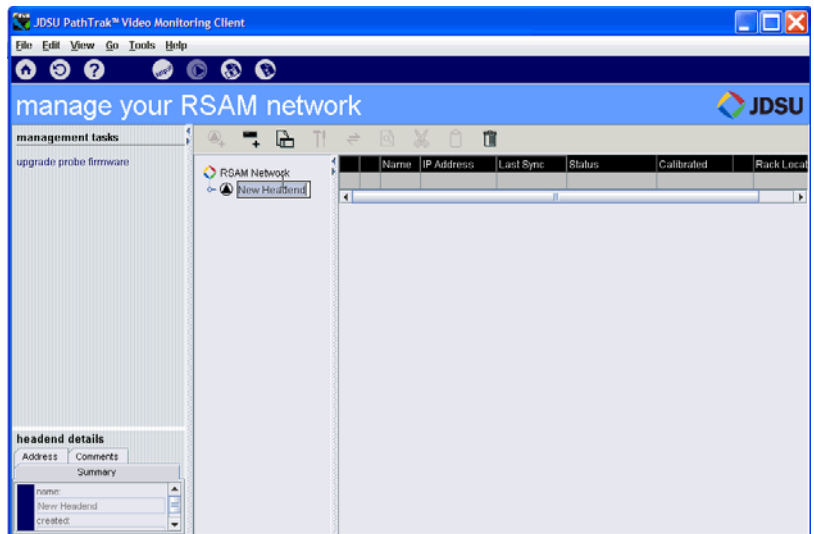 JDSU PathTrak™ Video Monitoring Client
File Edit View Go Tools Help
manage your RSAM network
JDSU
management tasks
upgrade probe firmware
RSAM Network
New Headend
Name IP Address Last Sync Status Calibrated Rack Locat
headend details
Address Comments
Summary
name:
New Headend
created: